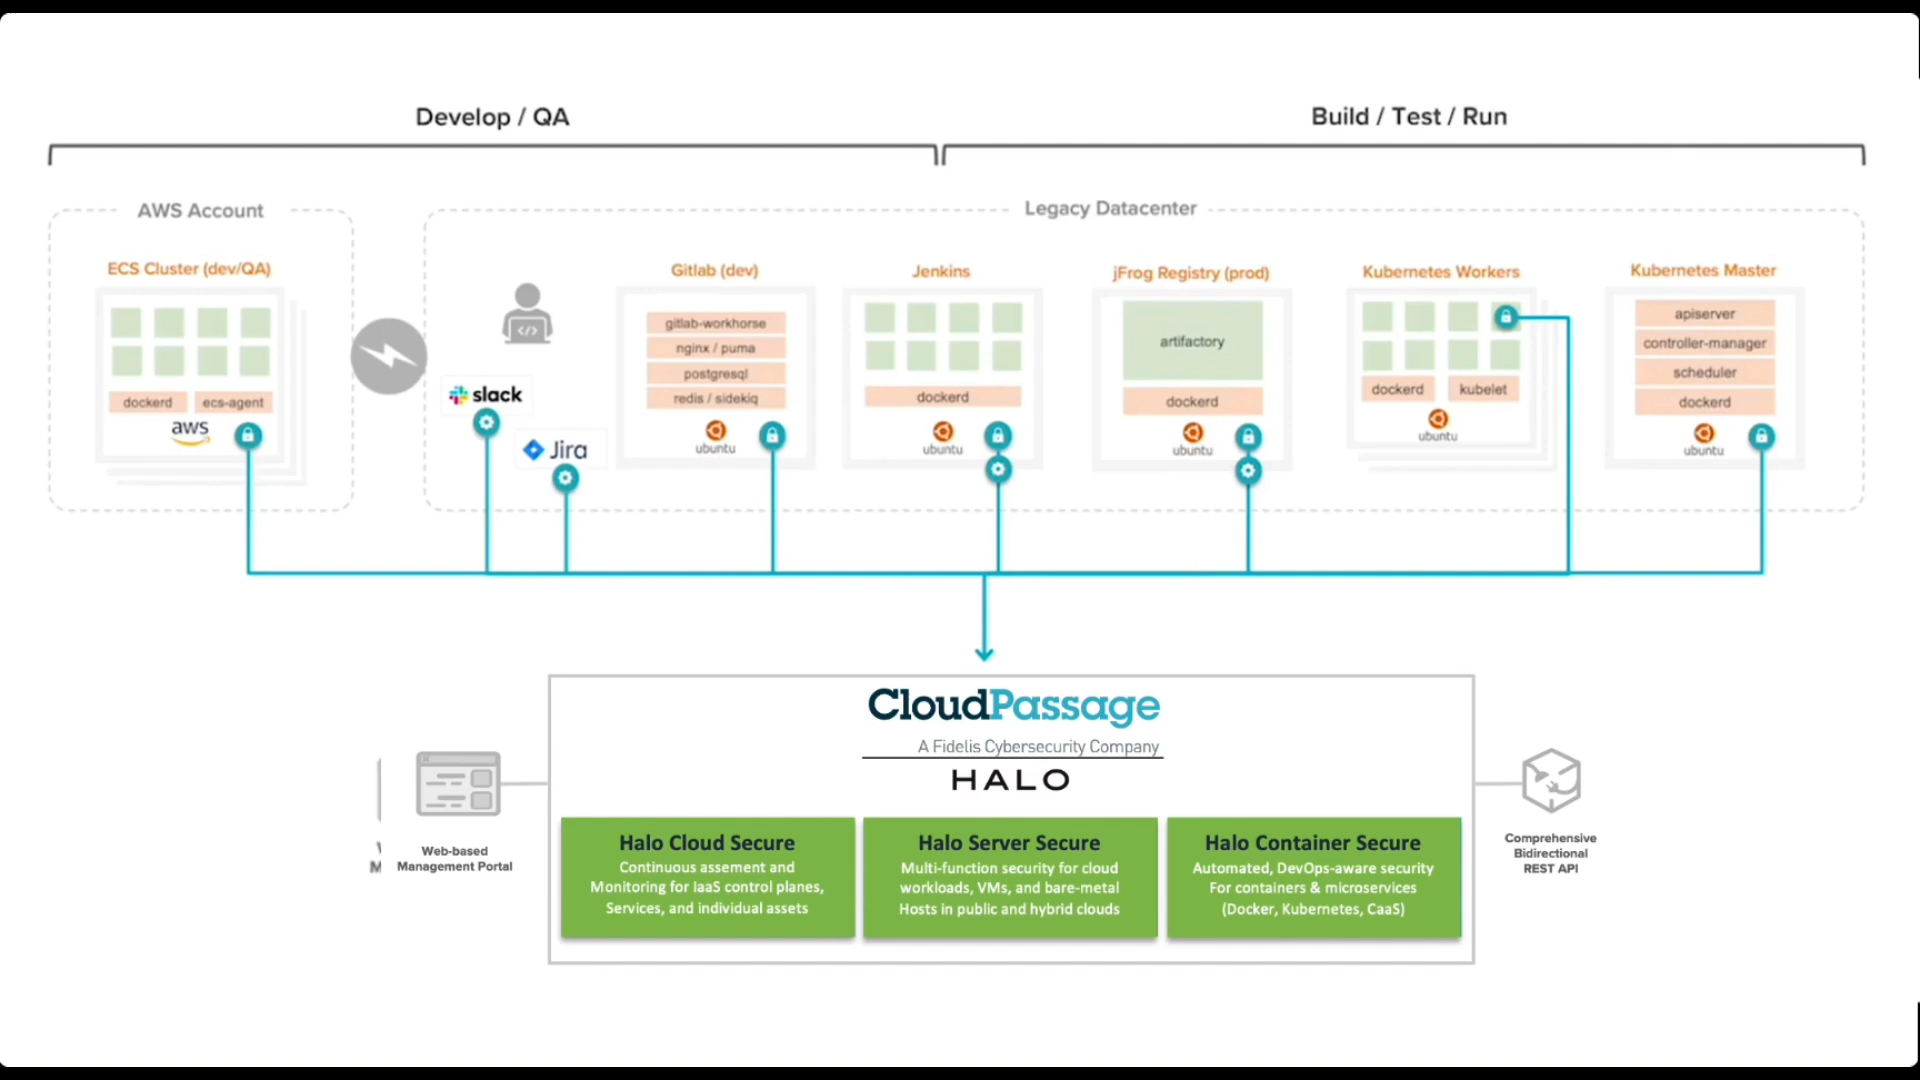 Develop / QA
Build / Test / Run
AWS Account
Legacy Datacenter
ECS Cluster (dev/QA)
dockerd
ecs-agent
aws
</>
slack
Jira
Gitlab (dev)
gitlab-workhorse
nginx / puma
postgresql
redis / sidekiq
ubuntu
Jenkins
dockerd
ubuntu
jFrog Registry (prod)
artifactory
dockerd
ubuntu
Kubernetes Workers
dockerd
kubelet
ubuntu
Kubernetes Master
apiserver
controller-manager
scheduler
dockerd
ubuntu
CloudPassage
A Fidelis Cybersecurity Company
HALO
Web-based
Management Portal
Halo Cloud Secure
Continuous assement and
Monitoring for IaaS control planes,
Services, and individual assets
Halo Server Secure
Multi-function security for cloud
workloads, VMs, and bare-metal
Hosts in public and hybrid clouds
Halo Container Secure
Automated, DevOps-aware security
For containers & microservices
(Docker, Kubernetes, CaaS)
Comprehensive
Bidirectional
REST API